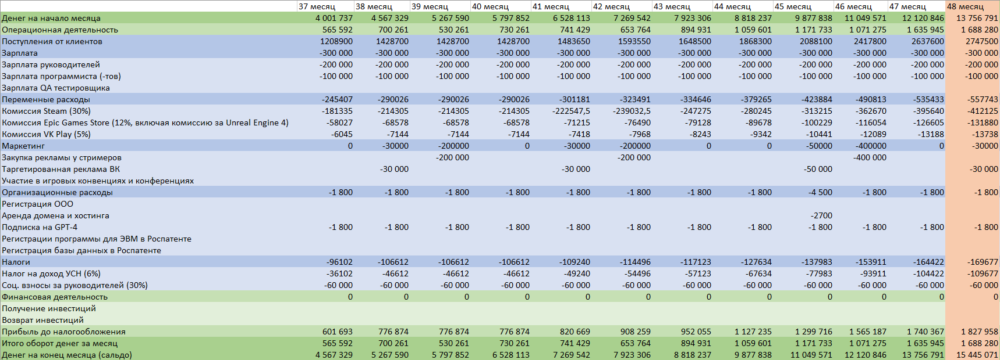 37 месяц 38 месяц 39 месяц 40 месяц 41 месяц 42 месяц 43 месяц 44 месяц 45 месяц 46 месяц 47 месяц 48 месяц
Денег на начало месяца 4 001 737 4 567 329 5 267 590 5 797 852 6 528 113 7 269 542 7 923 306 8 818 237 9 877 838 11 049 571 12 120 846 13 756 791
Операционная деятельность 565 592 700 261 530 261 730 261 741 429 653 764 894 931 1 059 601 1 171 733 1 071 275 1 635 945 1 688 280
Поступления от клиентов 1208900 1428700 1428700 1428700 1483650 1593550 1648500 1868300 2088100 2417800 2637600 2747500
Зарплата -300 000 -300 000 -300 000 -300 000 -300 000 -300 000 -300 000 -300 000 -300 000 -300 000 -300 000 -300 000
Зарплата руководителей -200 000 -200 000 -200 000 -200 000 -200 000 -200 000 -200 000 -200 000 -200 000 -200 000 -200 000 -200 000
Зарплата программиста (-тов) -100 000 -100 000 -100 000 -100 000 -100 000 -100 000 -100 000 -100 000 -100 000 -100 000 -100 000 -100 000
Зарплата QA тестировщика
Переменные расходы -245407 -290026 -290026 -290026 -301181 -323491 -334646 -379265 -423884 -490813 -535433 -557743
Комиссия Steam (30%) -181335 -214305 -214305 -214305 -222547,5 -239032,5 -247275 -280245 -313215 -362670 -395640 -412125
Комиссия Epic Games Store (12%, включая комиссию за Unreal Engine 4) -58027 -68578 -68578 -68578 -71215 -76490 -79128 -89678 -100229 -116054 -126605 -131880
Комиссия VK Play (5%) -6045 -7144 -7144 -7144 -7418 -7968 -8243 -9342 -10441 -12089 -13188 -13738
Маркетинг 0 -30000 -200000 0 -30000 -200000 0 0 -50000 -400000 0 -30000
Закупка рекламы у стримеров -200 000 -200 000 -400 000
Таргетированная реклама ВК -30 000 -30 000 -50 000 -30 000
Участие в игровых конвенциях и конференциях
Организационные расходы -1 800 -1 800 -1 800 -1 800 -1 800 -1 800 -1 800 -1 800 -4 500 -1 800 -1 800 -1 800
Регистрация ООО
Аренда домена и хостинга -2700
Подписка на GPT-4 -1 800 -1 800 -1 800 -1 800 -1 800 -1 800 -1 800 -1 800 -1 800 -1 800 -1 800 -1 800
Регистрации программы для ЭВМ в Роспатенте
Регистрация базы данных в Роспатенте
Налоги -96102 -106612 -106612 -106612 -109240 -114496 -117123 -127634 -137983 -153911 -164422 -169677
Налог на доход УСН (6%) -36102 -46612 -46612 -46612 -49240 -54496 -57123 -67634 -77983 -93911 -104422 -109677
Соц. взносы за руководителей (30%) -60 000 -60 000 -60 000 -60 000 -60 000 -60 000 -60 000 -60 000 -60 000 -60 000 -60 000 -60 000
Финансовая деятельность 0 0 0 0 0 0 0 0 0 0 0 0
Получение инвестиций
Возврат инвестиций
Прибыль до налогообложения 601 693 776 874 776 874 776 874 820 669 908 259 952 055 1 127 235 1 299 716 1 565 187 1 740 367 1 827 958
Итого оборот денег за месяц 565 592 700 261 530 261 730 261 741 429 653 764 894 931 1 059 601 1 171 733 1 071 275 1 635 945 1 688 280
Денег на конец месяца (сальдо) 4 567 329 5 267 590 5 797 852 6 528 113 7 269 542 7 923 306 8 818 237 9 877 838 11 049 571 12 120 846 13 756 791 15 445 071